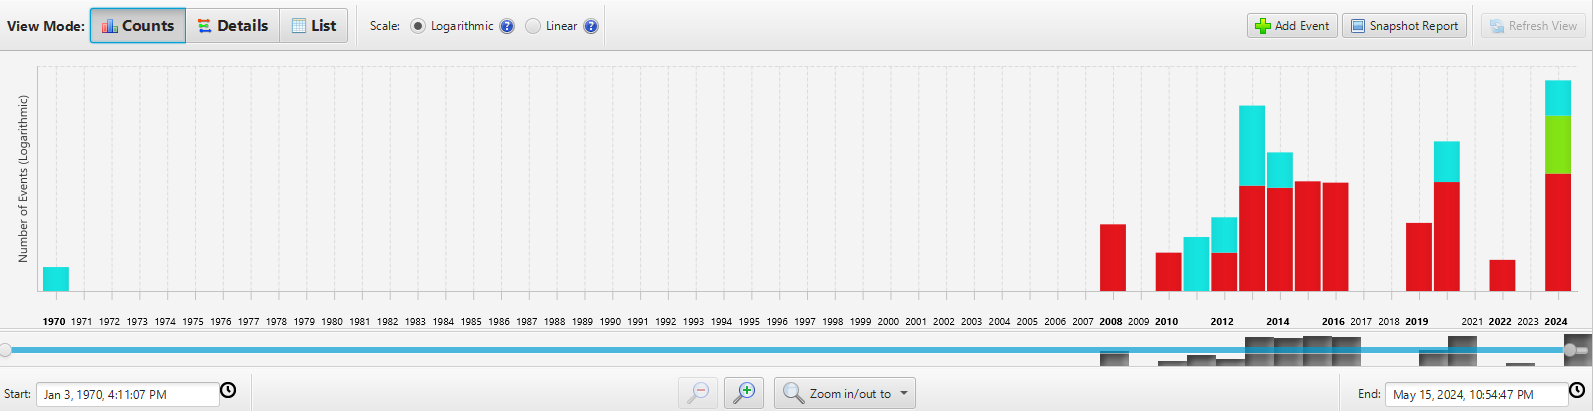 View Mode: Counts Details List Scale: Logarithmic ? Linear ? Add Event Snapshot Report Refresh View
Number of Events (Logarithmic)
1970 1971 1972 1973 1974 1975 1976 1977 1978 1979 1980 1981 1982 1983 1984 1985 1986 1987 1988 1989 1990 1991 1992 1993 1994 1995 1996 1997 1998 1999 2000 2001 2002 2003 2004 2005 2006 2007 2008 2009 2010 2012 2014 2016 2017 2018 2019 2021 2022 2023 2024
Start: Jan 3, 1970, 4:11:07 PM Zoom in/out to End: May 15, 2024, 10:54:47 PM